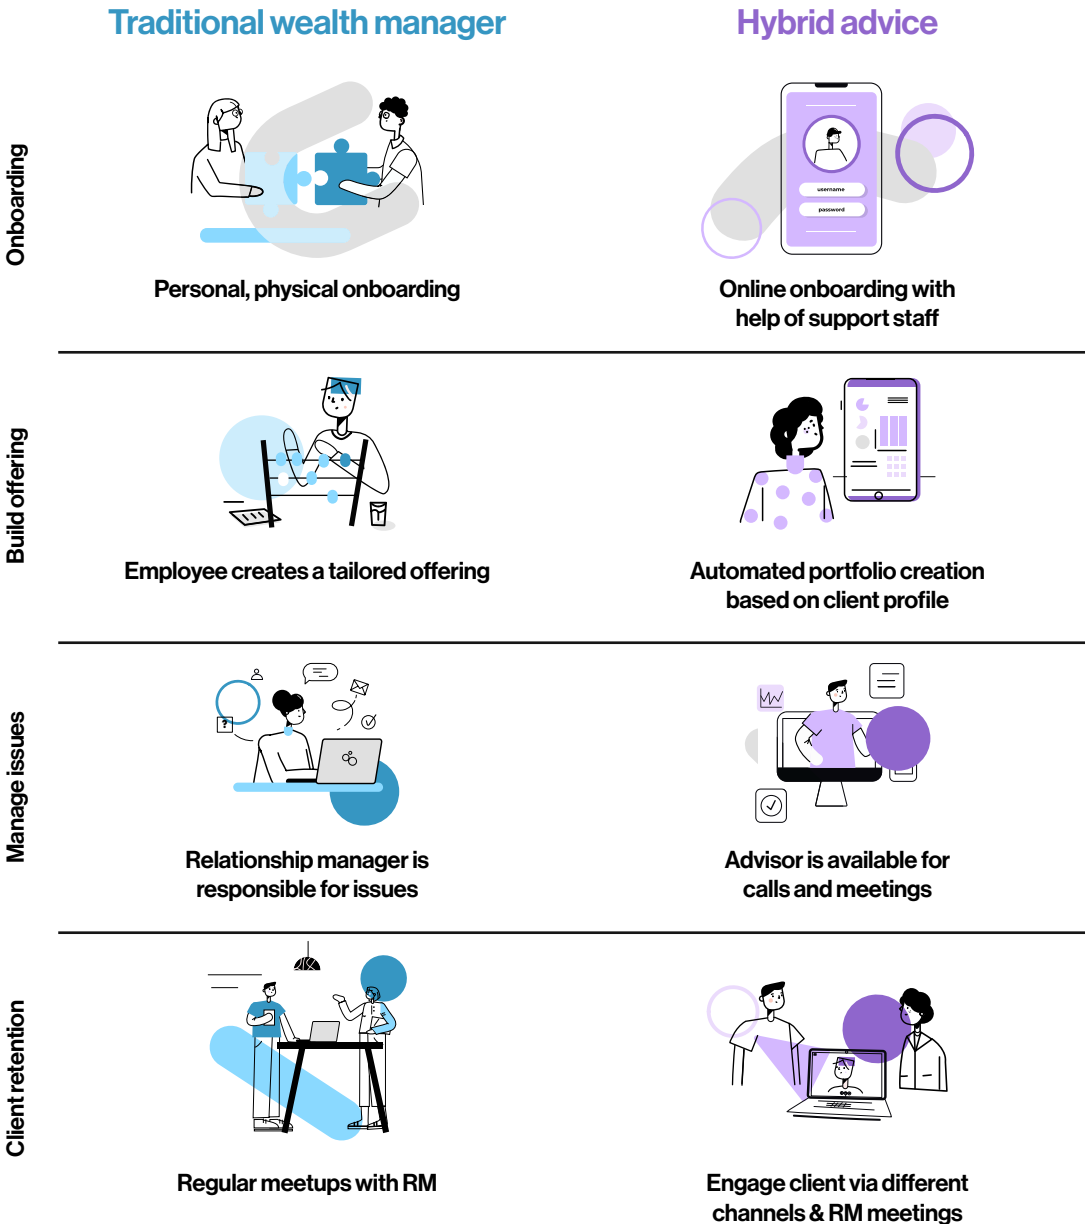 Traditional wealth manager
Hybrid advice
Onboarding
username
password
Personal, physical onboarding
Online onboarding with
help of support staff
Build offering
Employee creates a tailored offering
Automated portfolio creation
based on client profile
Manage issues
?
Relationship manager is
responsible for issues
Advisor is available for
calls and meetings
Client retention
Regular meetups with RM
Engage client via different
channels & RM meetings